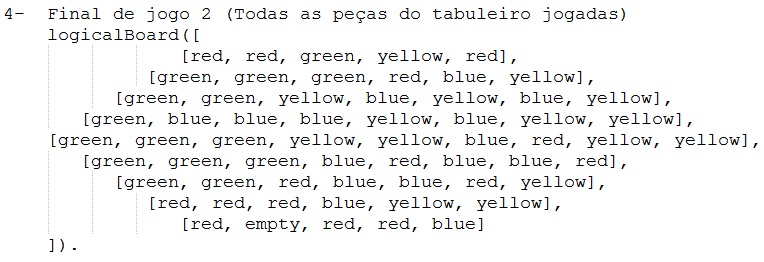 4- Final de jogo 2 (Todas as peças do tabuleiro jogadas)
logicalBoard([
[red, red, green, yellow, red],
[green, green, green, red, blue, yellow],
[green, green, yellow, blue, yellow, blue, yellow],
[green, blue, blue, blue, yellow, blue, yellow, yellow],
[green, green, green, yellow, yellow, blue, red, yellow, yellow],
[green, green, green, blue, red, blue, blue, red],
[green, green, red, blue, blue, red, yellow],
[red, red, red, blue, yellow, yellow],
[red, empty, red, red, blue]
]).